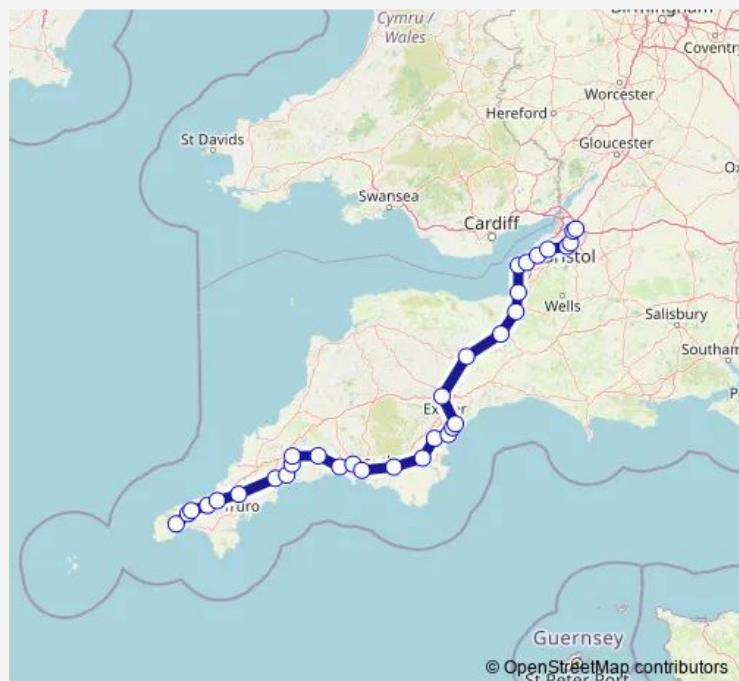 Birmingham
Cymru /
Wales
Coventry
Worcester
Hereford
St Davids
Gloucester
Ox
Swansea
Cardiff
Bristol
Wells
Salisbury
Southam
Exeter
Truro
Guernsey
© OpenStreetMap contributors
St Peter Port